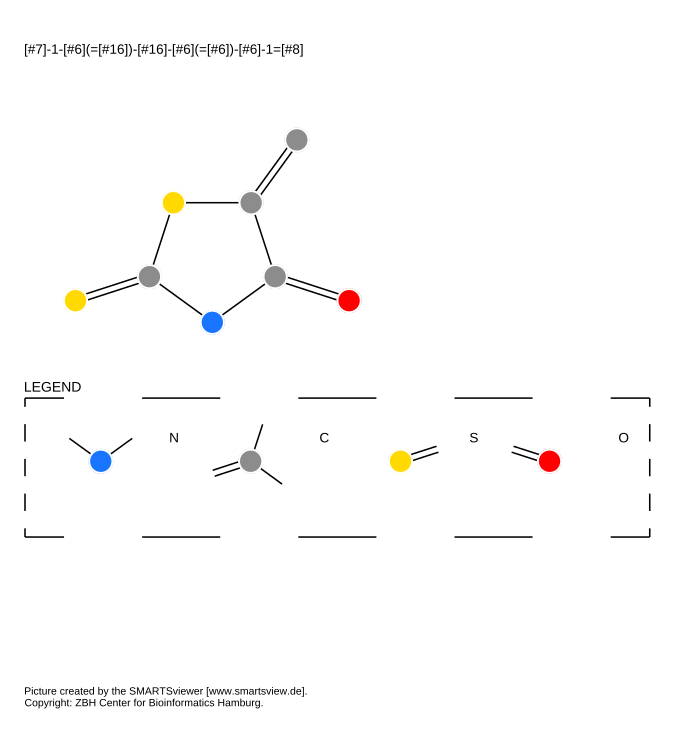 [#7]-1-[#6](=[#16])-[#16]-[#6](=[#6])-[#6]-1=[#8]
LEGEND
N C S O
Picture created by the SMARTSviewer [www.smartsview.de].
Copyright: ZBH Center for Bioinformatics Hamburg.